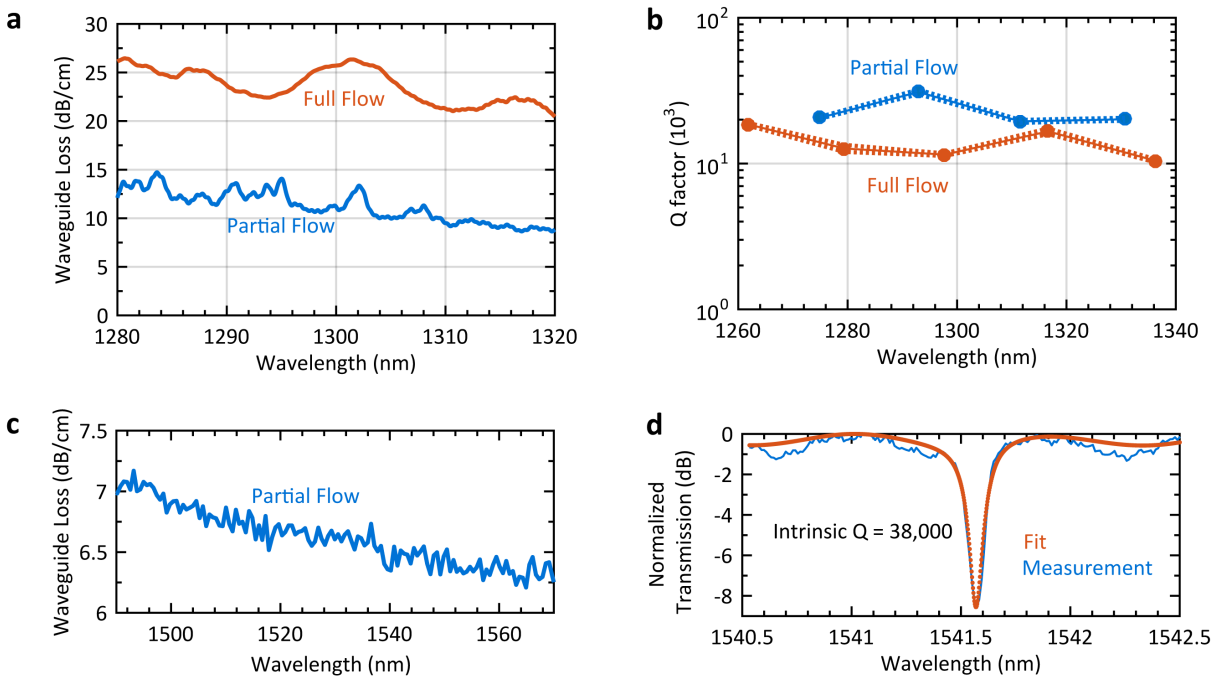 a
30
25
20
15
10
5
0
Waveguide Loss (dB/cm)
Full Flow
Partial Flow
1280 1290 1300 1310 1320
Wavelength (nm)
b
10²
10¹
10⁰
Q factor (10³)
Partial Flow
Full Flow
1260 1280 1300 1320 1340
Wavelength (nm)
c
7.5
7
6.5
6
Waveguide Loss (dB/cm)
Partial Flow
1500 1520 1540 1560
Wavelength (nm)
d
0
-2
-4
-6
-8
Normalized
Transmission (dB)
Intrinsic Q = 38,000
Fit
Measurement
1540.5 1541 1541.5 1542 1542.5
Wavelength (nm)